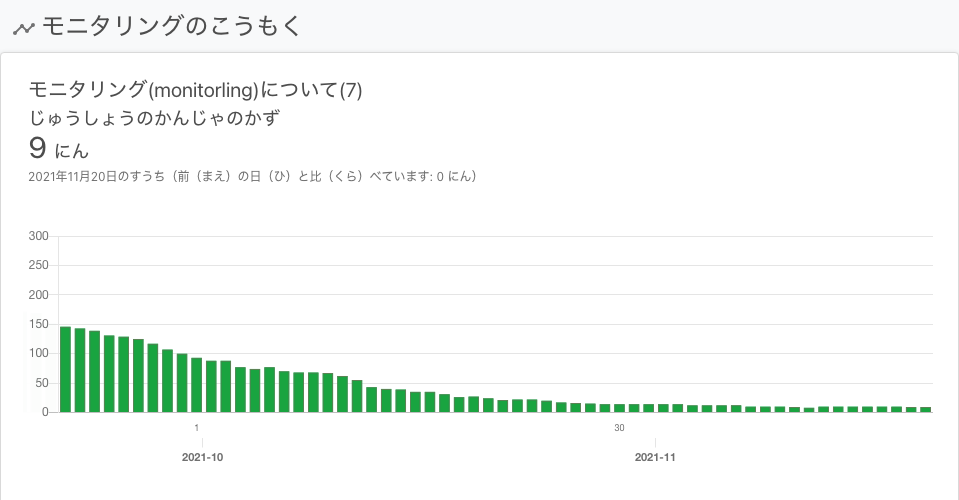 モニタリングのこうもく
モニタリング(monitorling)について(7)
じゅうしょうのかんじゃのかず
9 にん
2021年11月20日のすうち（前（まえ）の日（ひ）と比（くら）べています: 0 にん）
300
250
200
150
100
50
0
1
30
2021-10
2021-11